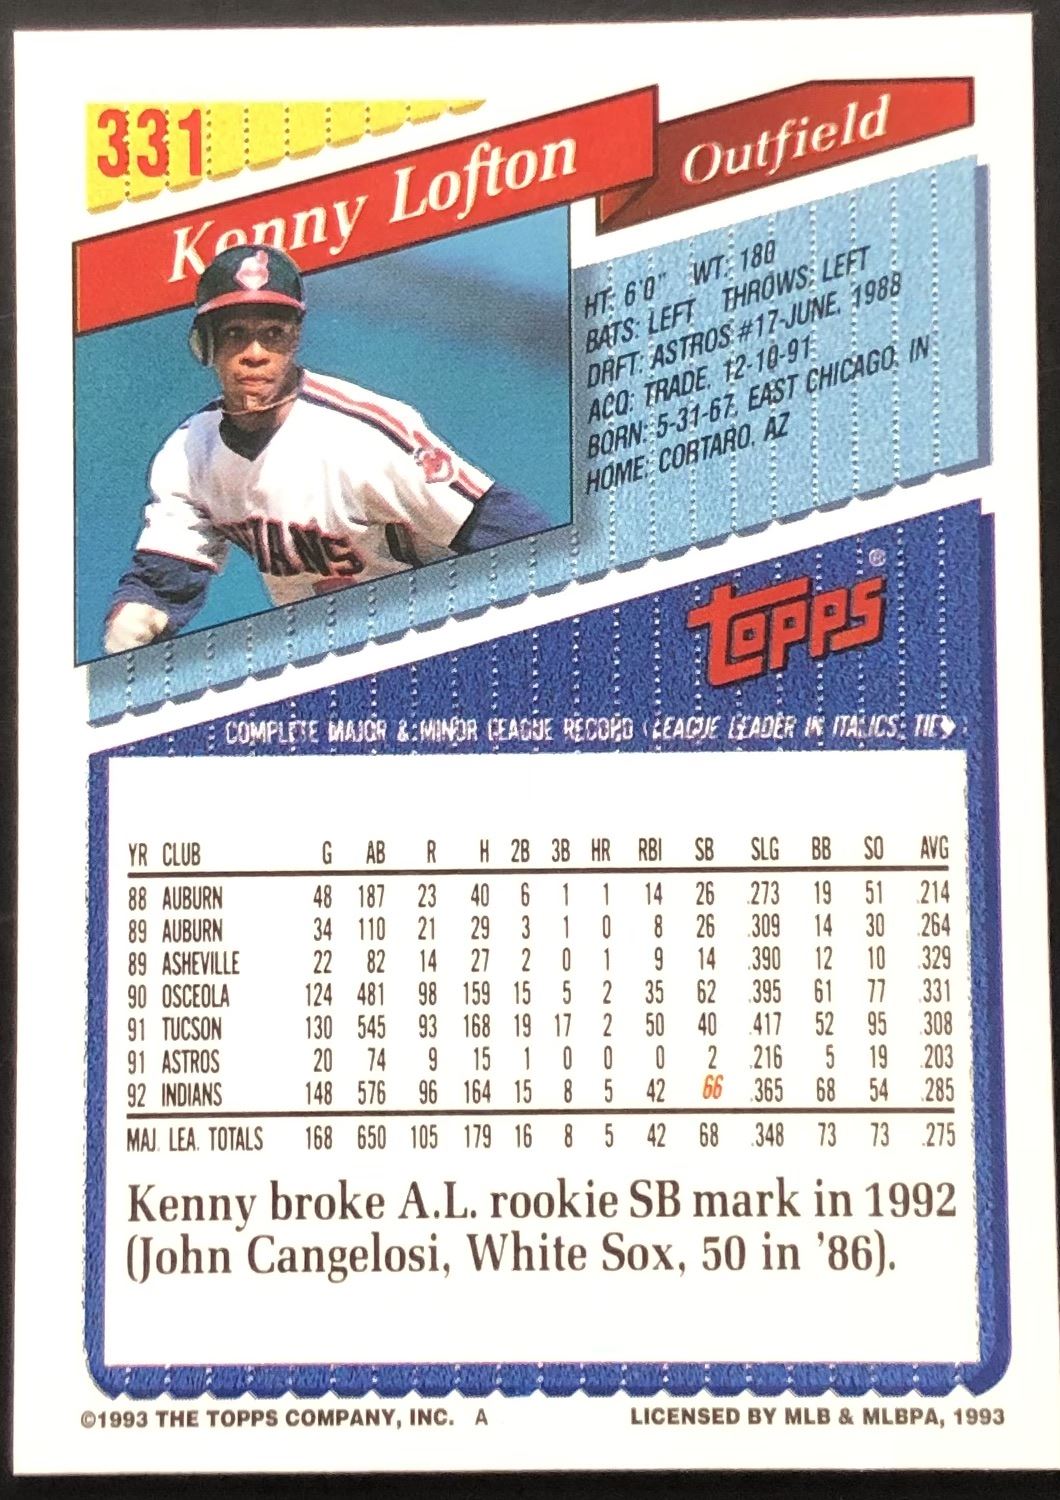 331
Kenny Lofton
Outfield
HT: 6'0" WT: 180
BATS: LEFT THROWS: LEFT
DRFT: ASTROS #17-JUNE, 1988
ACQ: TRADE, 12-10-91
BORN: 5-31-67, EAST CHICAGO, IN
HOME: CORTARO, AZ
TOPPS®
COMPLETE MAJOR & MINOR LEAGUE RECORD (LEAGUE LEADER IN ITALICS, TIE♦)
YR CLUB G AB R H 2B 3B HR RBI SB SLG BB SO AVG
88 AUBURN 48 187 23 40 6 1 1 14 26 .273 19 51 .214
89 AUBURN 34 110 21 29 3 1 0 8 26 .309 14 30 .264
89 ASHEVILLE 22 82 14 27 2 0 1 9 14 .390 12 10 .329
90 OSCEOLA 124 481 98 159 15 5 2 35 62 .395 61 77 .331
91 TUCSON 130 545 93 168 19 17 2 50 40 .417 52 95 .308
91 ASTROS 20 74 9 15 1 0 0 0 2 .216 5 19 .203
92 INDIANS 148 576 96 164 15 8 5 42 66 .365 68 54 .285
MAJ. LEA. TOTALS 168 650 105 179 16 8 5 42 68 .348 73 73 .275
Kenny broke A.L. rookie SB mark in 1992
(John Cangelosi, White Sox, 50 in '86).
©1993 THE TOPPS COMPANY, INC. A LICENSED BY MLB & MLBPA, 1993